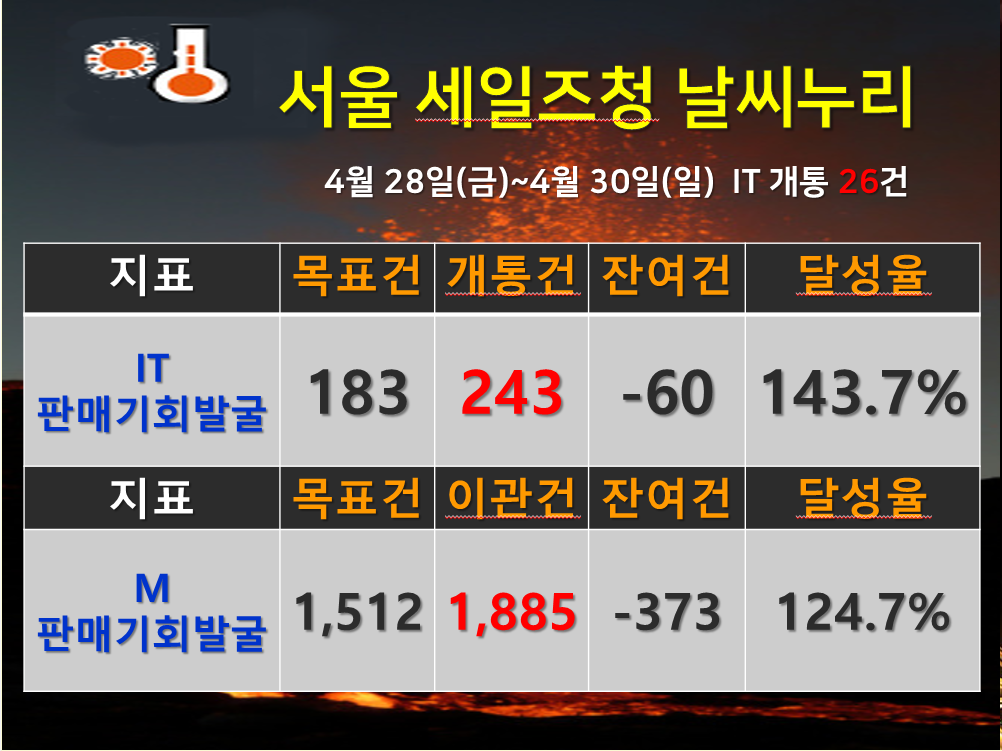 서울 세일즈청 날씨누리
4월 28일(금)~4월 30일(일) IT 개통 26건
지표 목표건 개통건 잔여건 달성율
IT
판매기회발굴 183 243 -60 143.7%
지표 목표건 이관건 잔여건 달성율
M
판매기회발굴 1,512 1,885 -373 124.7%